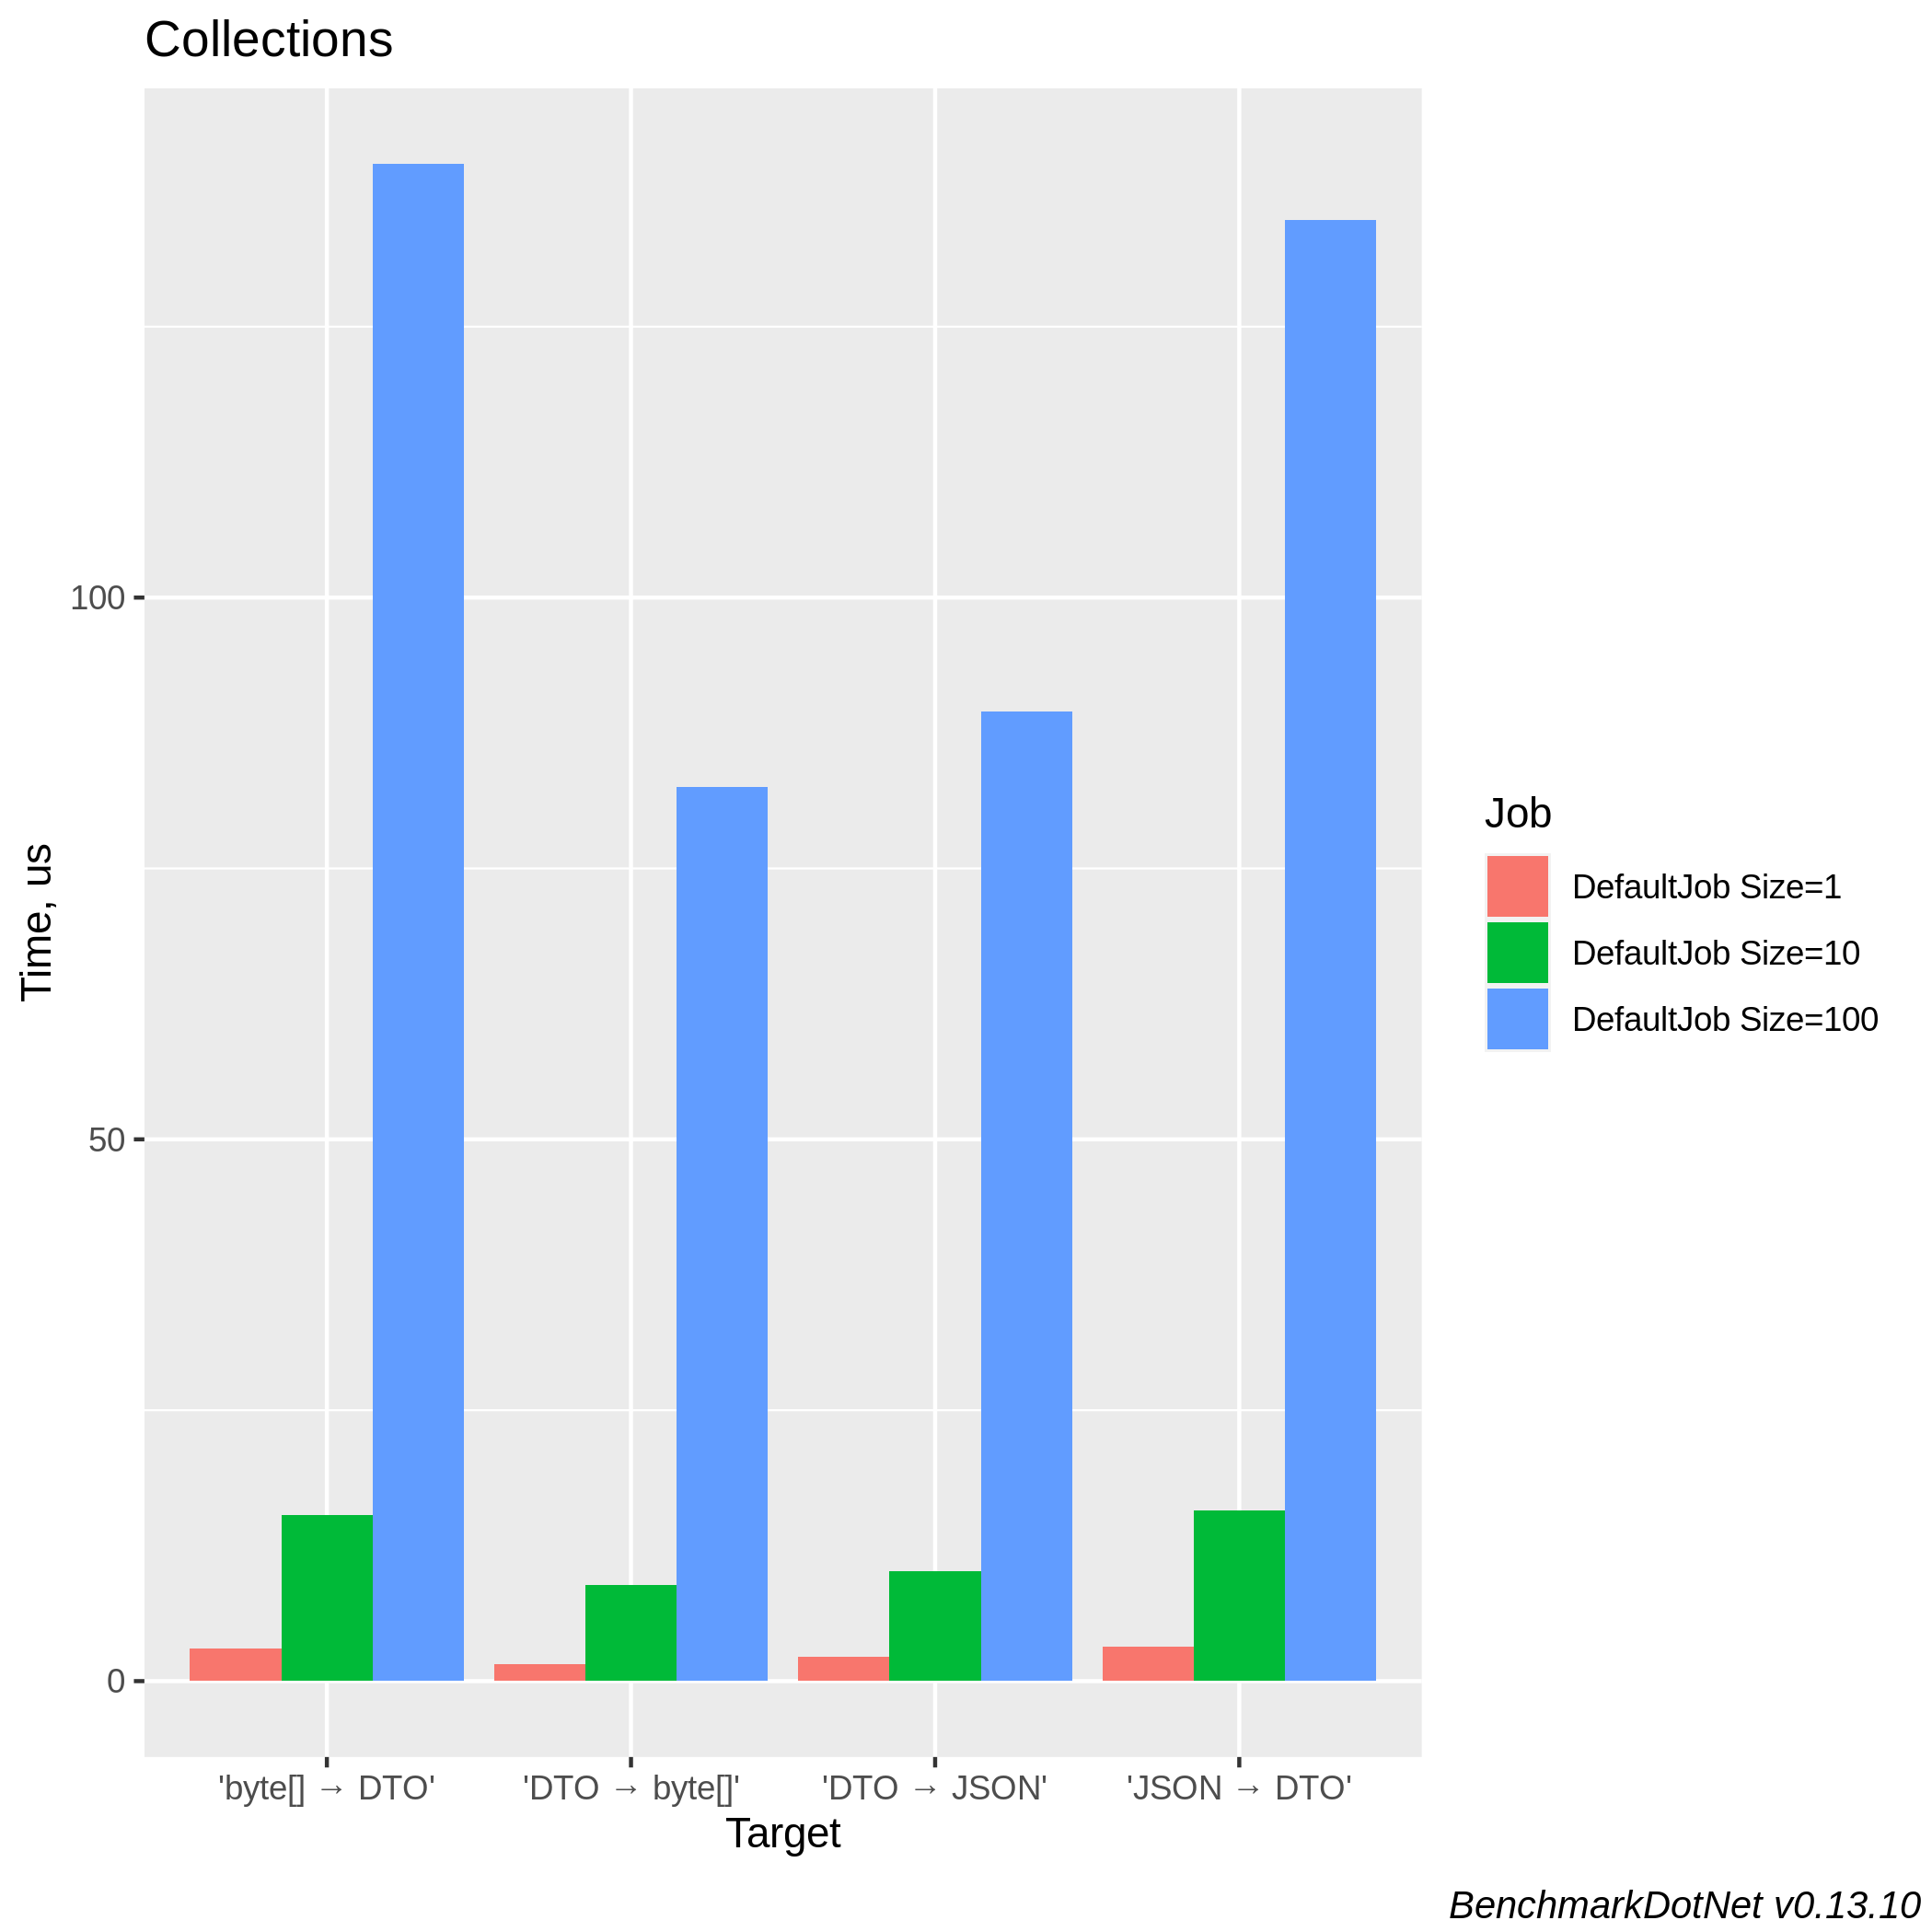 Collections
Time, us
100
50
0
'byte[] → DTO'
'DTO → byte[]'
'DTO → JSON'
'JSON → DTO'
Target
Job
DefaultJob Size=1
DefaultJob Size=10
DefaultJob Size=100
BenchmarkDotNet v0.13.10